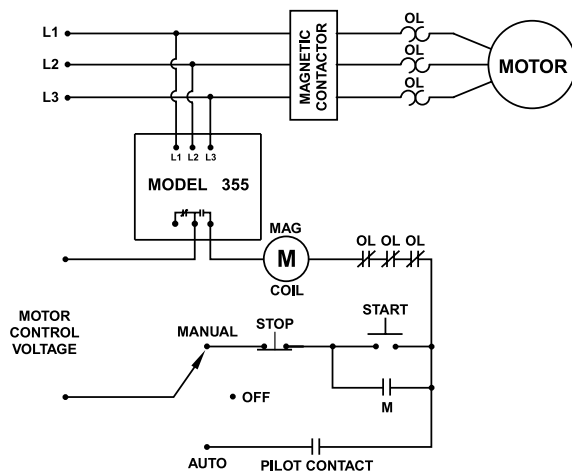 OL
L1
L2
OL
MAGNETIC
CONTACTOR
MOTOR
L3
OL
L1 L2 L3
MODEL 355
MAG
M
COIL
OL OL OL
MOTOR
CONTROL
VOLTAGE
MANUAL
STOP
START
OFF
M
AUTO
PILOT CONTACT